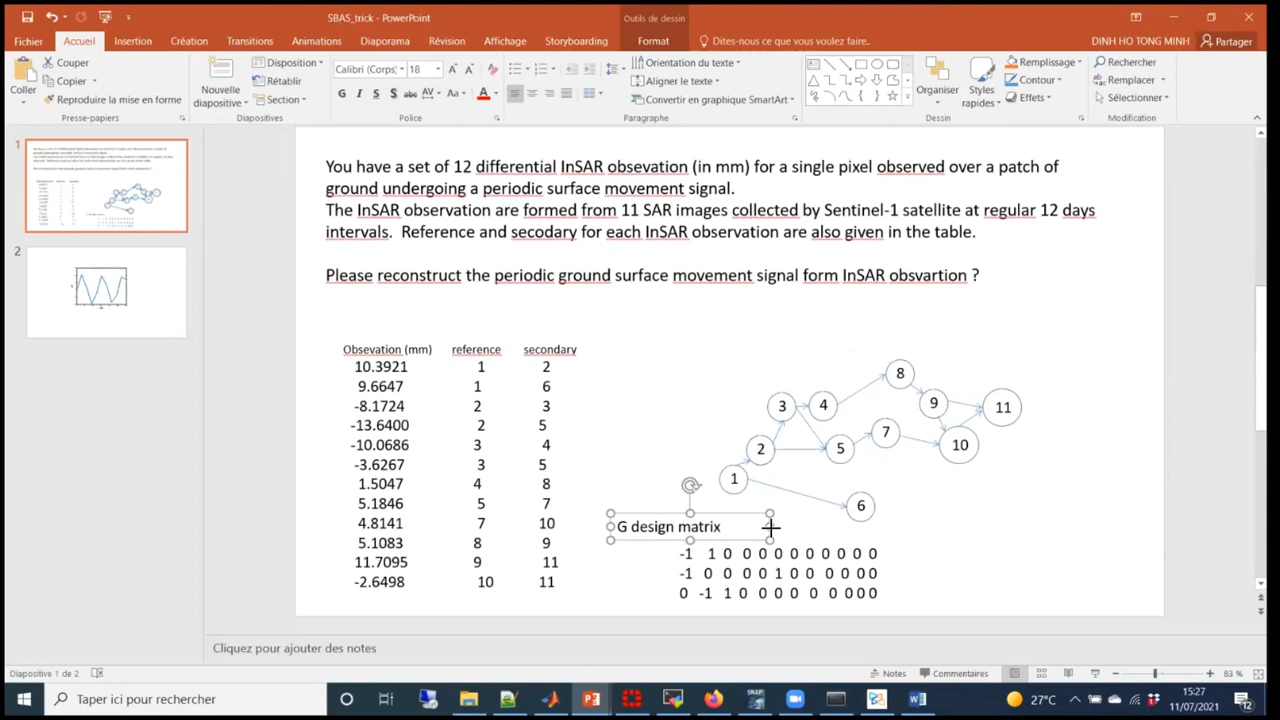 SBAS_trick - PowerPoint
Outils de dessin
Fichier Accueil Insertion Création Transitions Animations Diaporama Révision Affichage Storyboarding Format Dites-nous ce que vous voulez faire.. DINH HO TONG MINH Partager
Coller
Couper
Copier
Reproduire la mise en forme
Presse-papiers
Nouvelle diapositive
Disposition
Rétablir
Section
Diapositives
Calibri (Corps) 18
G I S S abc AV Aa A
Police
Orientation du texte
Aligner le texte
Convertir en graphique SmartArt
Paragraphe
Organiser
Styles rapides
Remplissage
Contour
Effets
Dessin
Rechercher
Remplacer
Sélectionner
Modification
1
2
You have a set of 12 differential InSAR obsevation (in mm) for a single pixel observed over a patch of
ground undergoing a periodic surface movement signal.
The InSAR observation are formed from 11 SAR images collected by Sentinel-1 satellite at regular 12 days
intervals. Reference and secodary for each InSAR observation are also given in the table.
Please reconstruct the periodic ground surface movement signal form InSAR obsvartion ?
Obsevation (mm) reference secondary
10.3921 1 2
9.6647 1 6
-8.1724 2 3
-13.6400 2 5
-10.0686 3 4
-3.6267 3 5
1.5047 4 8
5.1846 5 7
4.8141 7 10
5.1083 8 9
11.7095 9 11
-2.6498 10 11
8
3 4 9 11
2 5 7 10
1
6
G design matrix
-1 1 0 0 0 0 0 0 0 0 0 0
-1 0 0 0 0 1 0 0 0 0 0 0
0 -1 1 0 0 0 0 0 0 0 0 0
Cliquez pour ajouter des notes
Diapositive 1 de 2 Notes Commentaires 83 %
Taper ici pour rechercher
27°C
15:27
11/07/2021
12